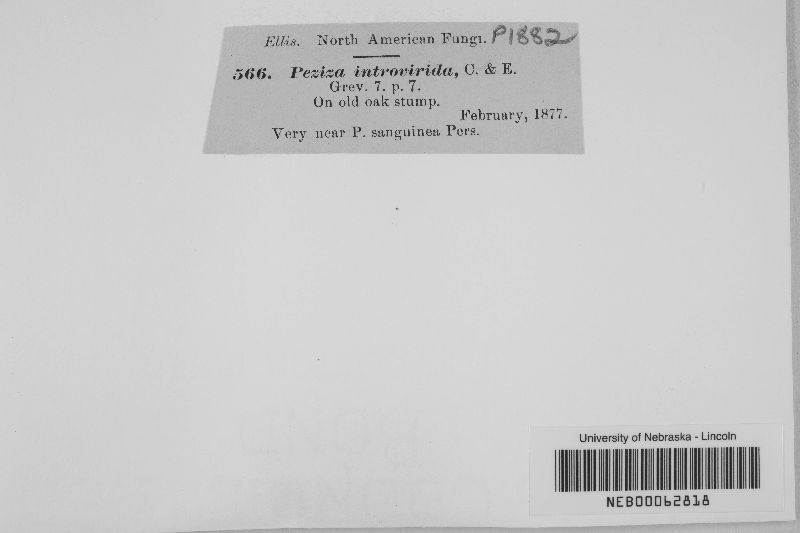 Ellis. North American Fungi. P1882
566. Peziza introvirida, C. & E.
Grev. 7. p. 7.
On old oak stump.
February, 1877.
Very near P. sanguinea Pers.
University of Nebraska - Lincoln
NEB00062818